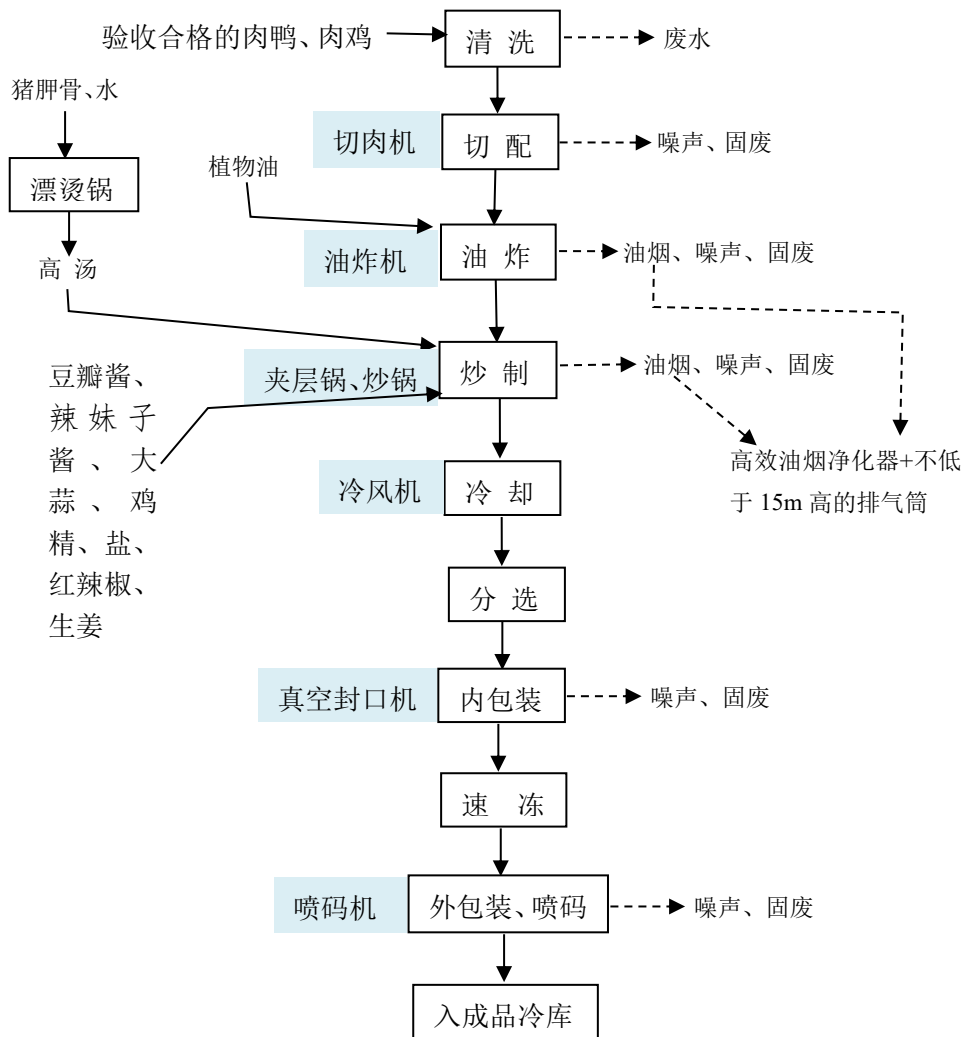 验收合格的肉鸭、肉鸡
清 洗
废水
猪胛骨、水
切肉机
切 配
噪声、固废
植物油
漂烫锅
油炸机
油 炸
油烟、噪声、固废
高 汤
夹层锅、炒锅
炒 制
油烟、噪声、固废
豆瓣酱、
辣 妹 子
酱 、 大
蒜 、 鸡
精、盐、
红辣椒、
生姜
高效油烟净化器+不低
于 15m 高的排气筒
冷风机
冷 却
分 选
真空封口机
内包装
噪声、固废
速 冻
喷码机
外包装、喷码
噪声、固废
入成品冷库